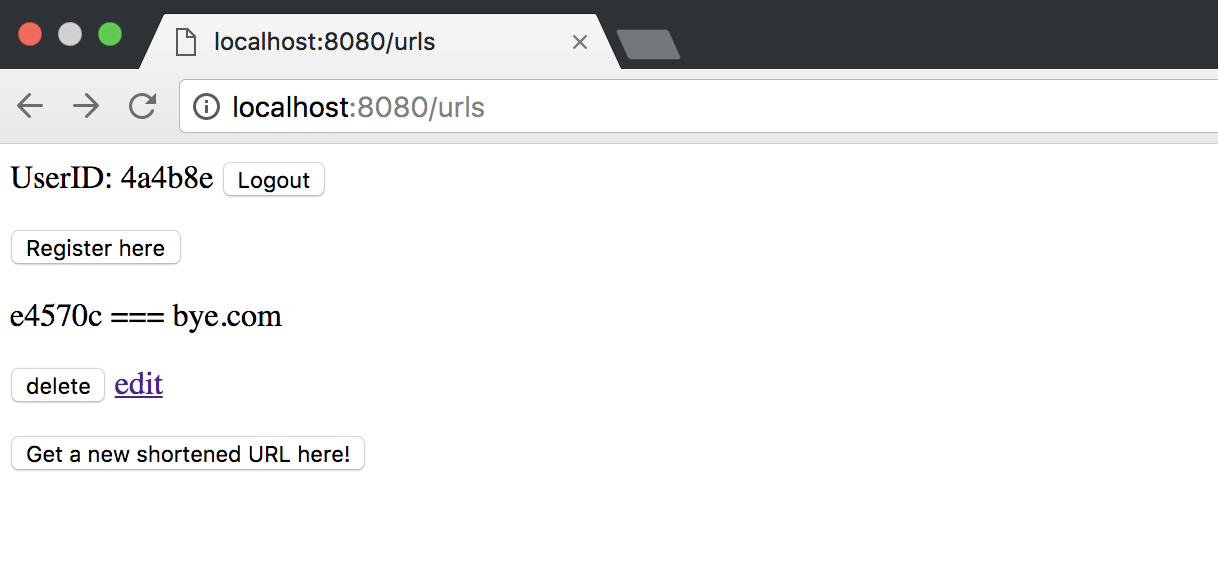 localhost:8080/urls
localhost:8080/urls
UserID: 4a4b8e Logout
Register here
e4570c === bye.com
delete edit
Get a new shortened URL here!